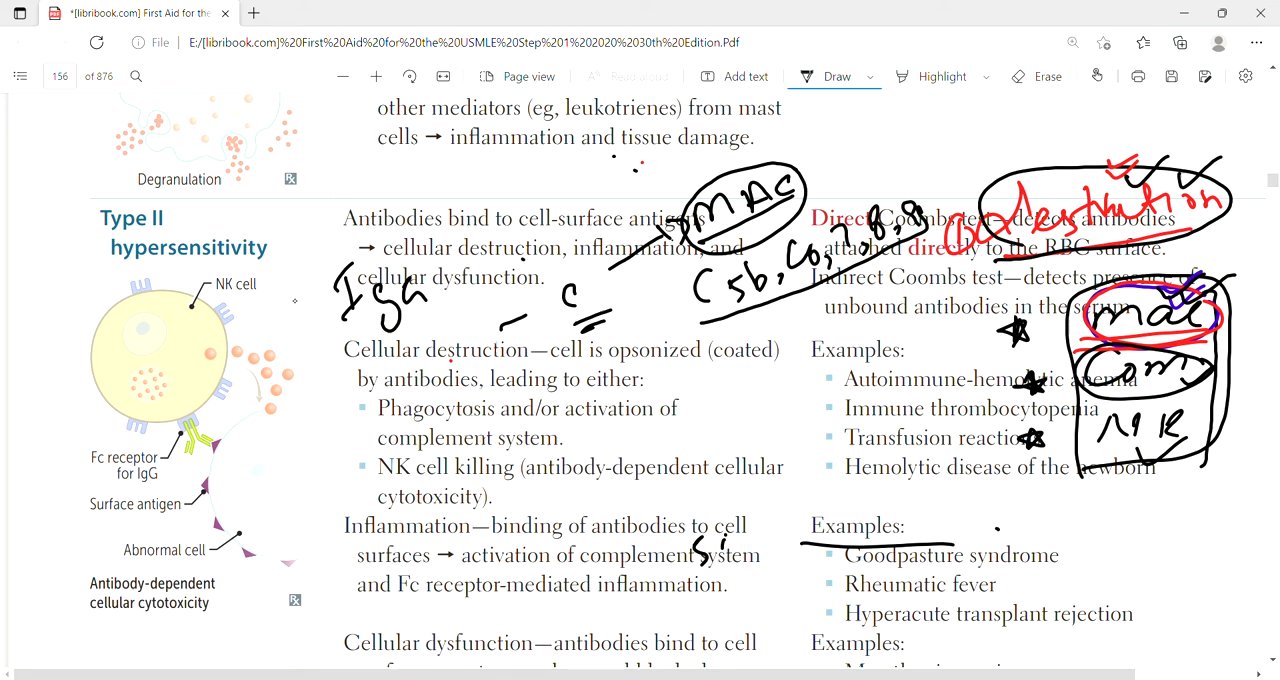 *[libribook.com] First Aid for the
File E:/[libribook.com]%20First%20Aid%20for%20the%20USMLE%20Step%201%202020%2030th%20Edition.Pdf
156 of 876 Page view Read aloud Add text Draw Highlight Erase
other mediators (eg, leukotrienes) from mast
cells → inflammation and tissue damage.
Degranulation Rx
Type II
hypersensitivity
NK cell
Fc receptor
for IgG
Surface antigen
Abnormal cell
Antibody-dependent
cellular cytotoxicity Rx
Antibodies bind to cell-surface antigens
→ cellular destruction, inflammation, and
cellular dysfunction.
Cellular destruction—cell is opsonized (coated)
by antibodies, leading to either:
Phagocytosis and/or activation of
complement system.
NK cell killing (antibody-dependent cellular
cytotoxicity).
Inflammation—binding of antibodies to cell
surfaces → activation of complement system
and Fc receptor-mediated inflammation.
Cellular dysfunction—antibodies bind to cell
Direct Coombs test—detects antibodies
attached directly to the RBC surface.
Indirect Coombs test—detects presence of
unbound antibodies in the serum.
Examples:
Autoimmune-hemolytic anemia
Immune thrombocytopenia
Transfusion reactions
Hemolytic disease of the newborn
Examples:
Goodpasture syndrome
Rheumatic fever
Hyperacute transplant rejection
Examples:
MAC
C5b, C6, 7, 8, 9
Destruction
C
mac
Com
NK